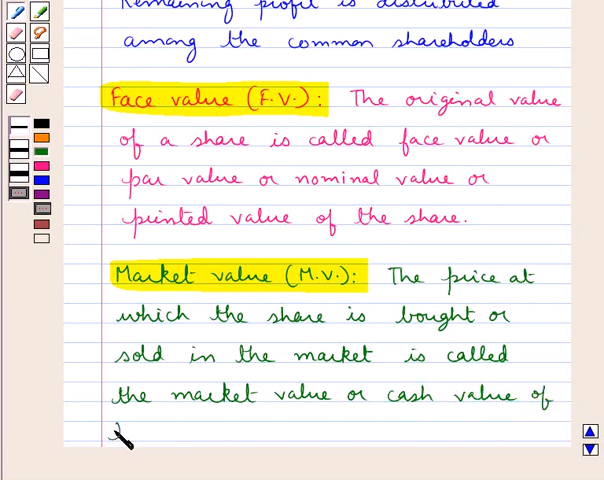 Remaining profit is distributed
among the common shareholders
Face value (F.V.): The original value
of a share is called face value or
par value or nominal value or
printed value of the share.
Market value (M.V.): The price at
which the share is bought or
sold in the market is called
the market value or cash value of